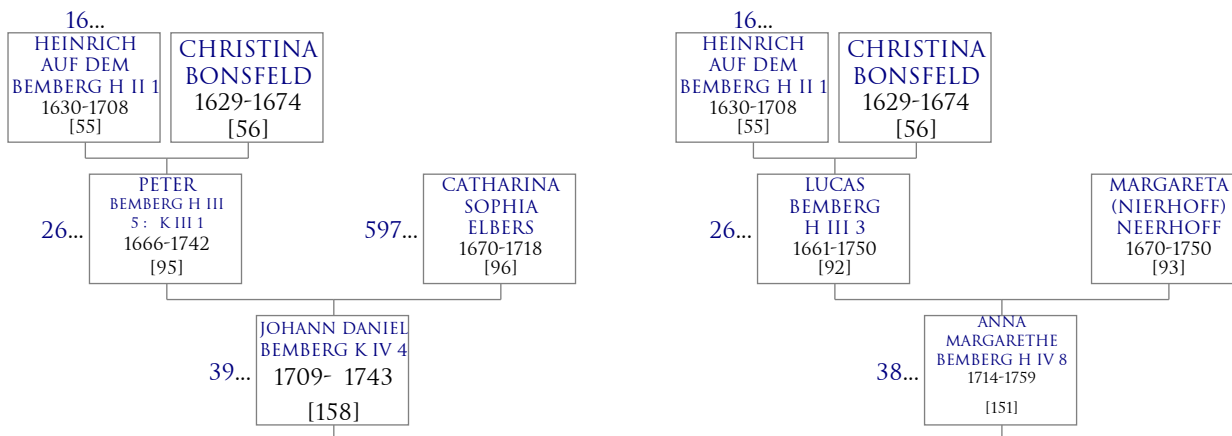 16...
HEINRICH
AUF DEM
BEMBERG H II 1
1630-1708
[55]
CHRISTINA
BONSFELD
1629-1674
[56]
26...
PETER
BEMBERG H III
5 : K III 1
1666-1742
[95]
597...
CATHARINA
SOPHIA
ELBERS
1670-1718
[96]
39...
JOHANN DANIEL
BEMBERG K IV 4
1709- 1743
[158]
16...
HEINRICH
AUF DEM
BEMBERG H II 1
1630-1708
[55]
CHRISTINA
BONSFELD
1629-1674
[56]
26...
LUCAS
BEMBERG
H III 3
1661-1750
[92]
MARGARETA
(NIERHOFF)
NEERHOFF
1670-1750
[93]
38...
ANNA
MARGARETHE
BEMBERG H IV 8
1714-1759
[151]